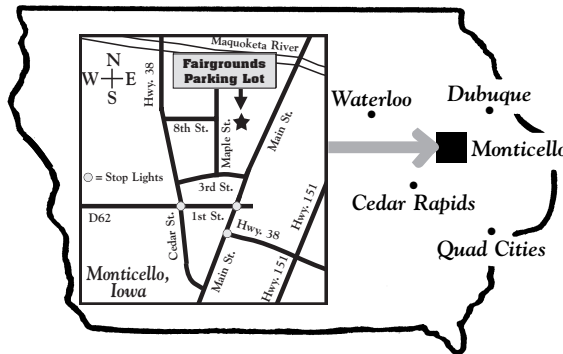 Maquoketa River
Fairgrounds
Parking Lot
N
W E
S
Hwy. 38
8th St.
Maple St.
Main St.
= Stop Lights
3rd St.
Hwy. 151
D62
1st St.
Cedar St.
Hwy. 38
Main St.
Hwy. 151
Monticello,
Iowa
Waterloo
Dubuque
Monticello
Cedar Rapids
Quad Cities